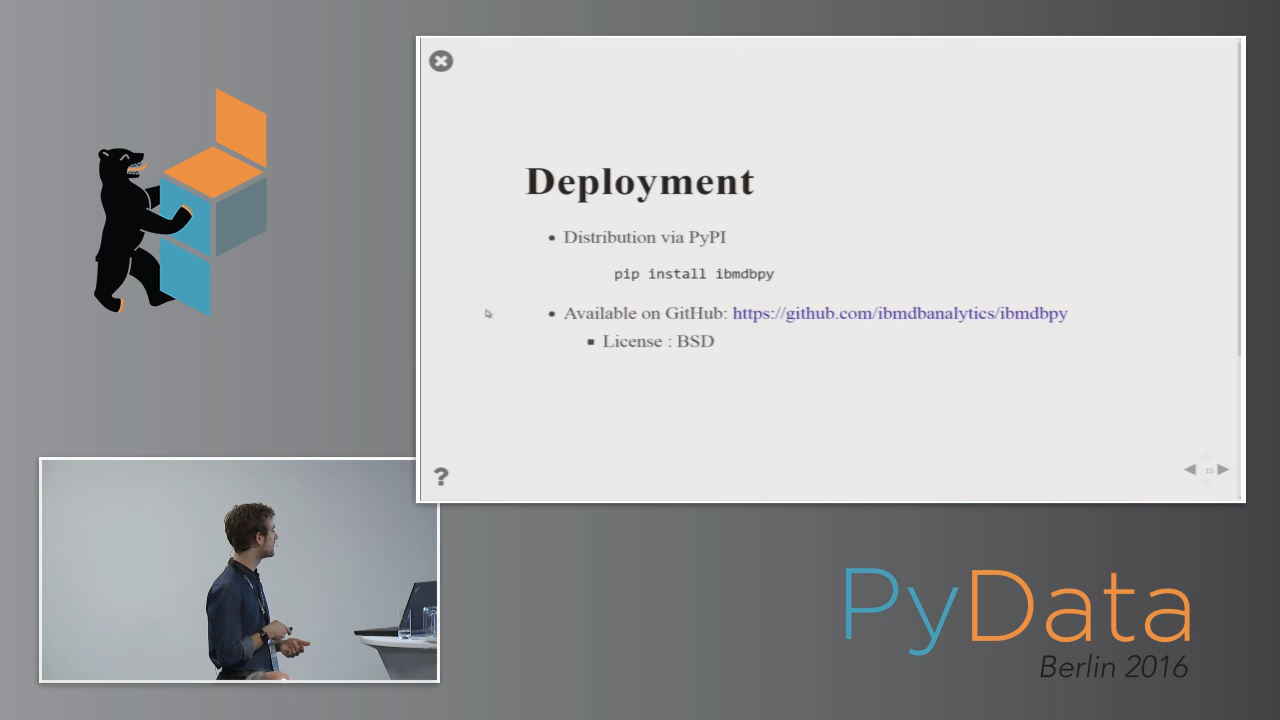 Deployment
• Distribution via PyPI
pip install ibmdbpy
• Available on GitHub: https://github.com/ibmdbanalytics/ibmdbpy
▪ License : BSD
?
15
PyData
Berlin 2016